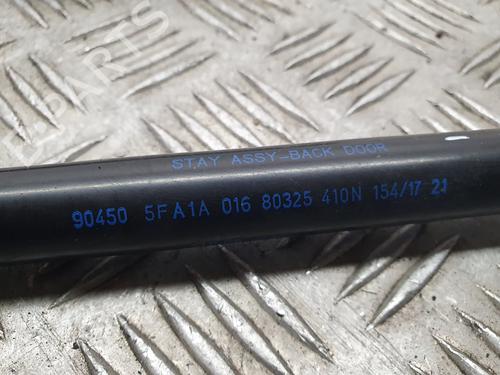 STAY ASSY-BACK DOOR
90450 5FA1A 016 80325 410N 154/17 21